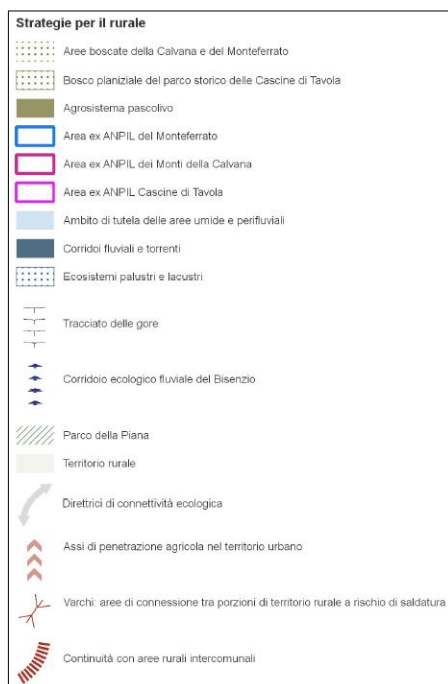 Strategie per il rurale
Aree boscate della Calvana e del Monteferrato
Bosco planiziale del parco storico delle Cascine di Tavola
Agrosistema pascolivo
Area ex ANPIL del Monteferrato
Area ex ANPIL dei Monti della Calvana
Area ex ANPIL Cascine di Tavola
Ambito di tutela delle aree umide e perifluviali
Corridoi fluviali e torrenti
Ecosistemi palustri e lacustri
Tracciato delle gore
Corridoio ecologico fluviale del Bisenzio
Parco della Piana
Territorio rurale
Direttrici di connettività ecologica
Assi di penetrazione agricola nel territorio urbano
Varchi: aree di connessione tra porzioni di territorio rurale a rischio di saldatura
Continuità con aree rurali intercomunali